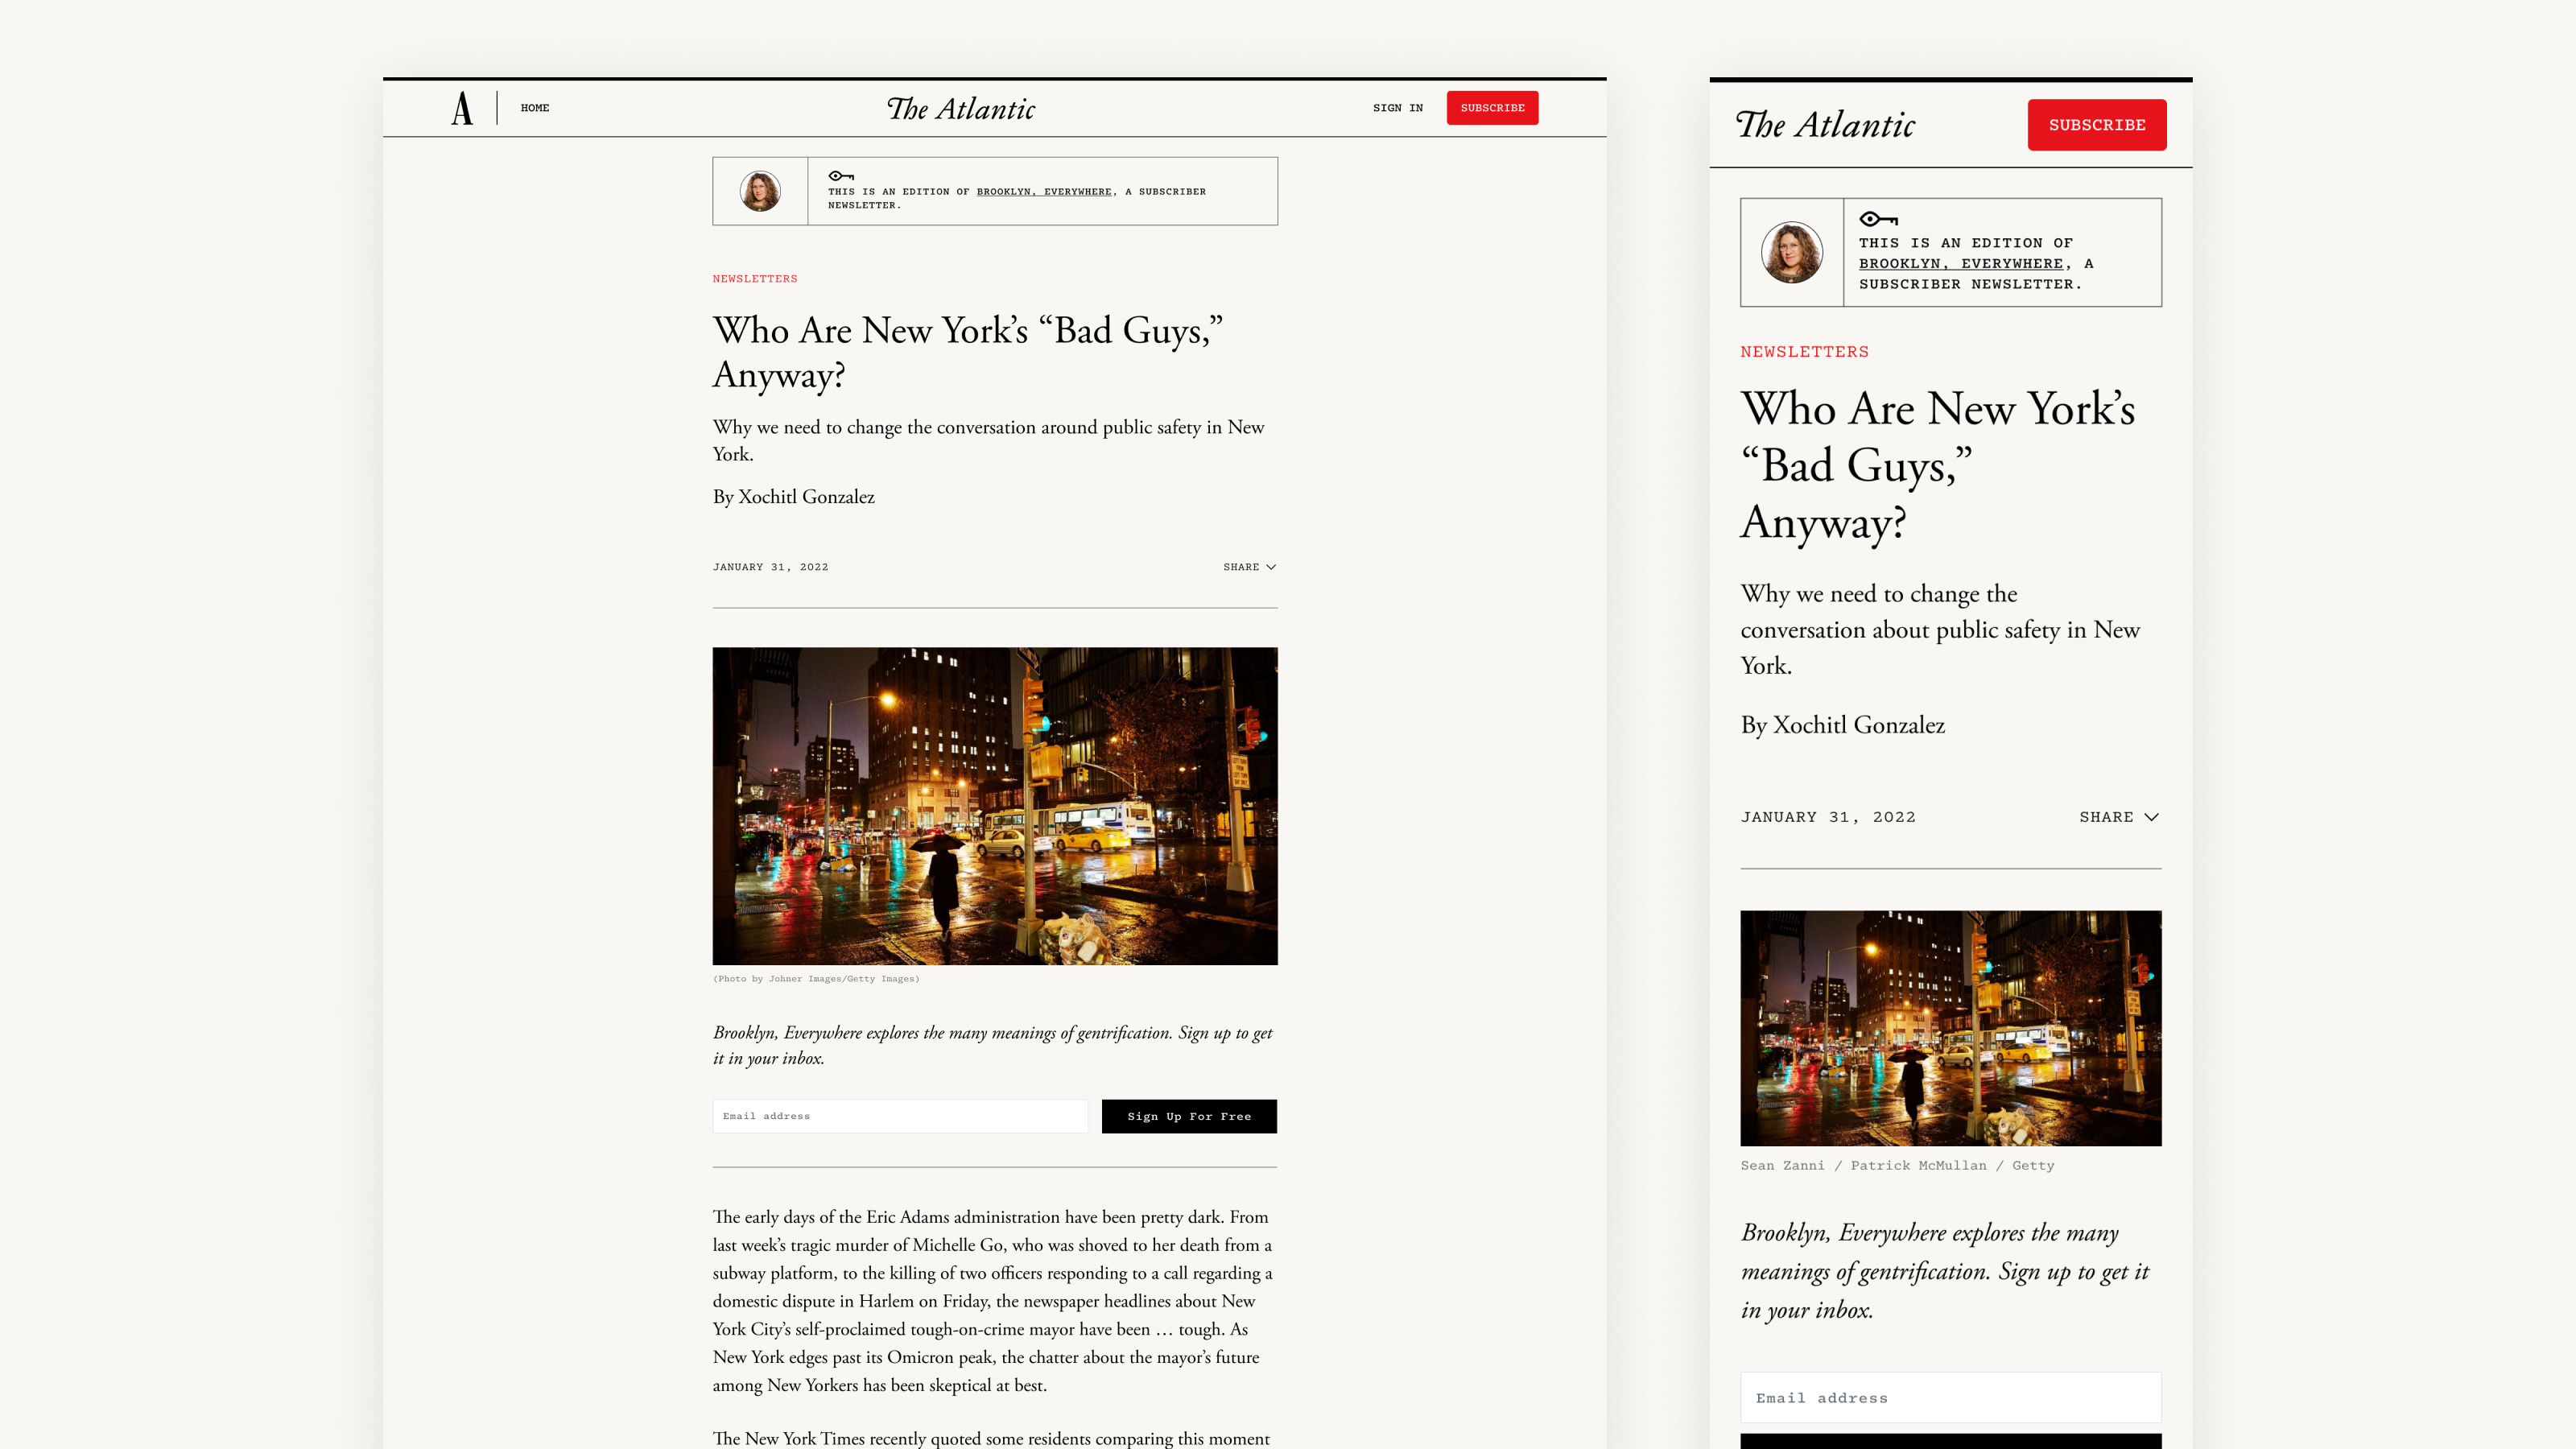 A
HOME
The Atlantic
SIGN IN
SUBSCRIBE
THIS IS AN EDITION OF BROOKLYN, EVERYWHERE, A SUBSCRIBER
NEWSLETTER.
NEWSLETTERS
Who Are New York’s “Bad Guys,”
Anyway?
Why we need to change the conversation around public safety in New
York.
By Xochitl Gonzalez
JANUARY 31, 2022
SHARE
(Photo by Johner Images/Getty Images)
Brooklyn, Everywhere explores the many meanings of gentrification. Sign up to get
it in your inbox.
Email address
Sign Up For Free
The early days of the Eric Adams administration have been pretty dark. From
last week’s tragic murder of Michelle Go, who was shoved to her death from a
subway platform, to the killing of two officers responding to a call regarding a
domestic dispute in Harlem on Friday, the newspaper headlines about New
York City’s self-proclaimed tough-on-crime mayor have been … tough. As
New York edges past its Omicron peak, the chatter about the mayor’s future
among New Yorkers has been skeptical at best.
The New York Times recently quoted some residents comparing this moment
The Atlantic
SUBSCRIBE
THIS IS AN EDITION OF
BROOKLYN, EVERYWHERE, A
SUBSCRIBER NEWSLETTER.
NEWSLETTERS
Who Are New York’s
“Bad Guys,”
Anyway?
Why we need to change the
conversation about public safety in New
York.
By Xochitl Gonzalez
JANUARY 31, 2022
SHARE
Sean Zanni / Patrick McMullan / Getty
Brooklyn, Everywhere explores the many
meanings of gentrification. Sign up to get it
in your inbox.
Email address